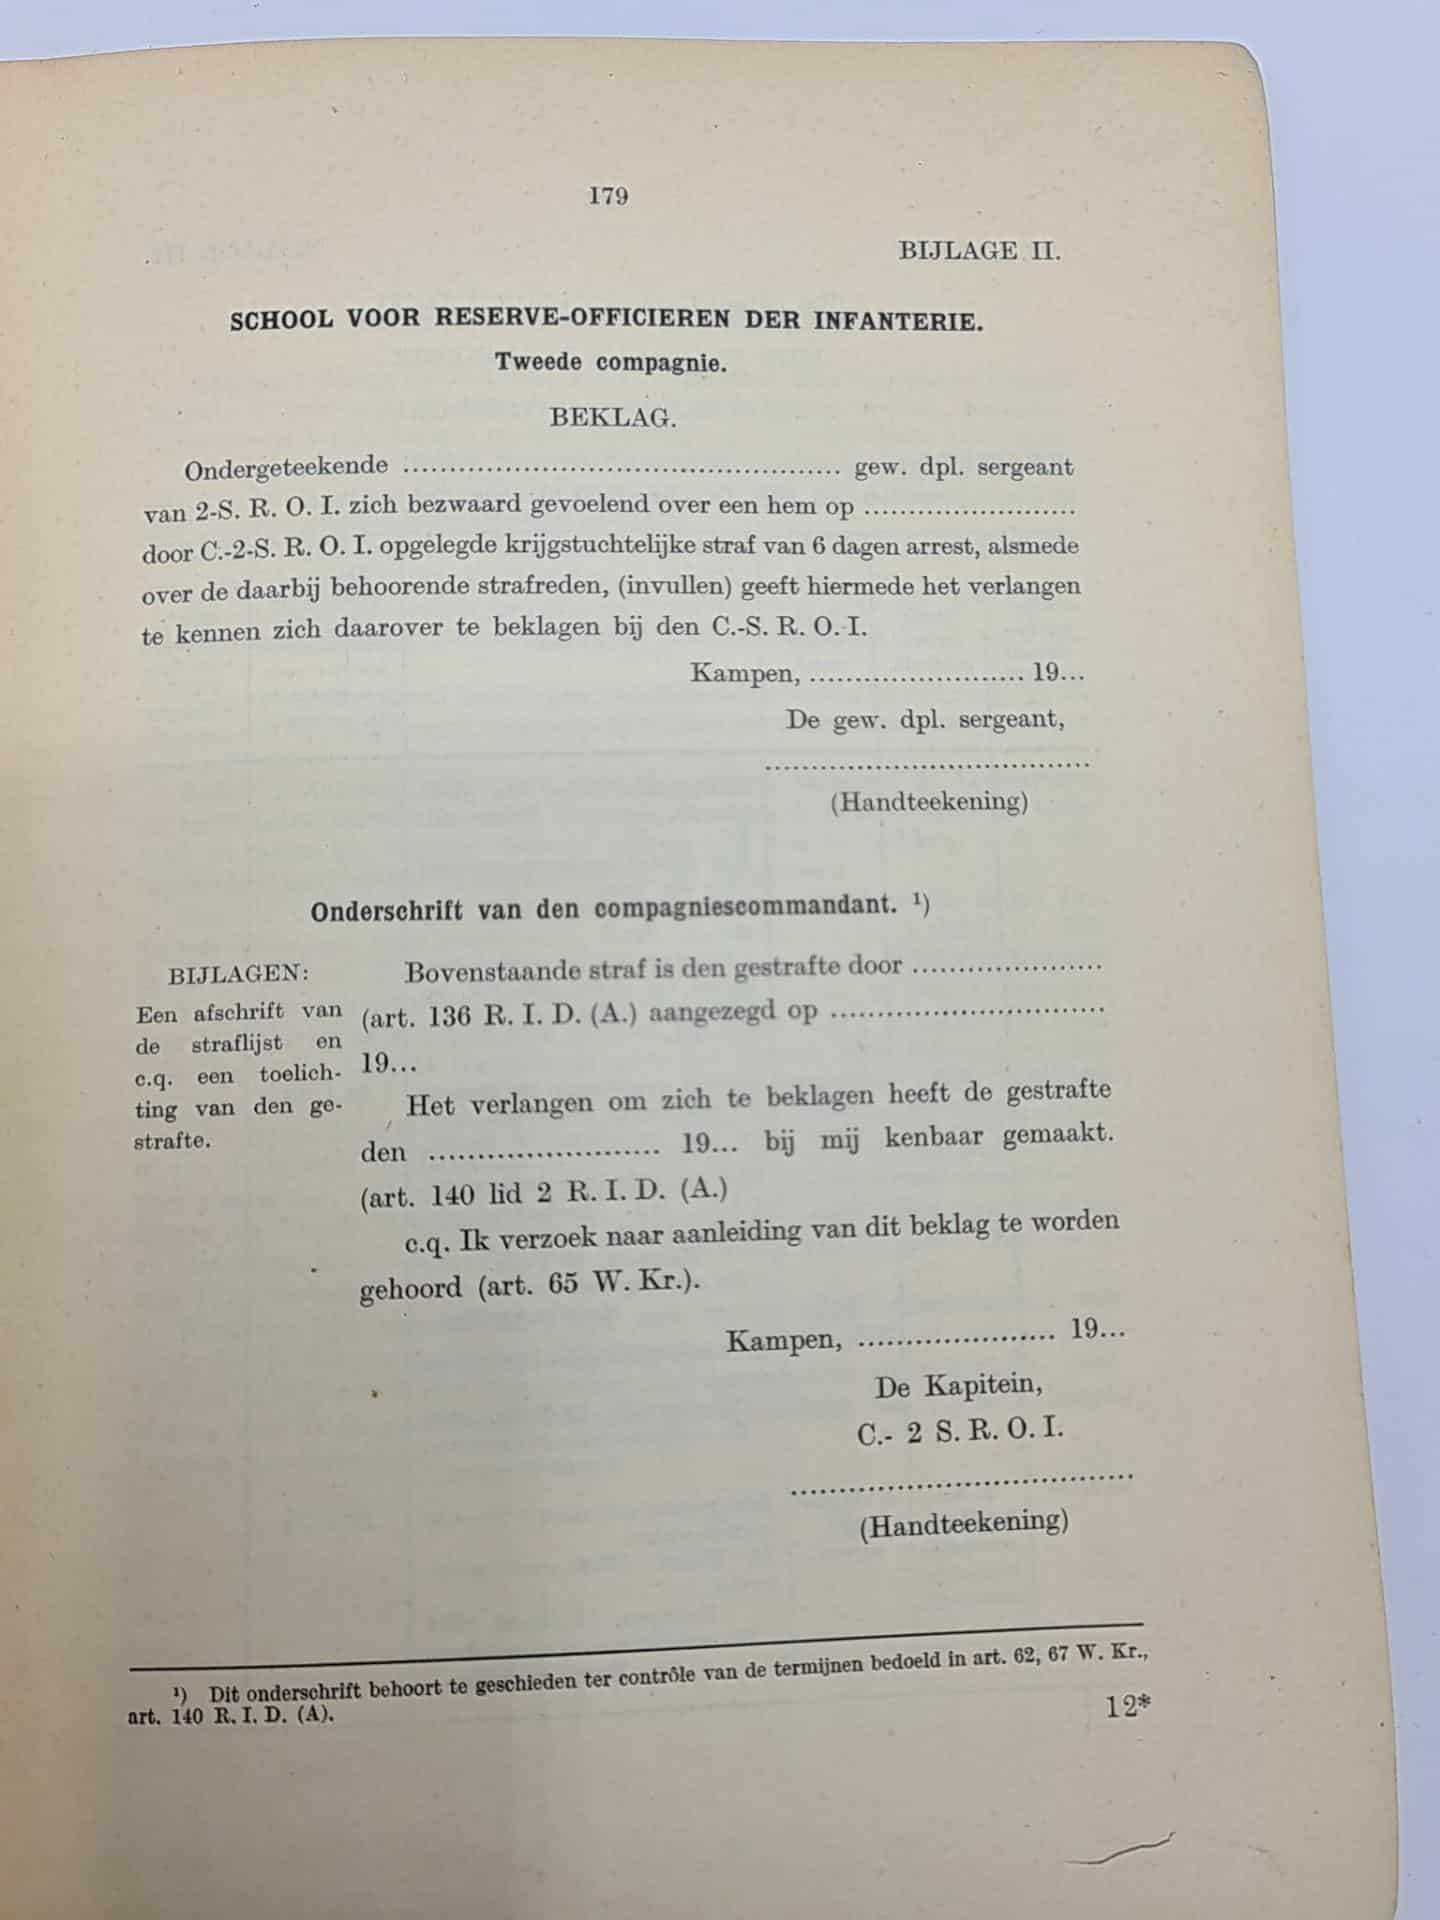 179
BIJLAGE II.
SCHOOL VOOR RESERVE-OFFICIEREN DER INFANTERIE.
Tweede compagnie.
BEKLAG.
Ondergeteekende ............................................... gew. dpl. sergeant
van 2-S. R. O. I. zich bezwaard gevoelend over een hem op .......................
door C.-2-S. R. O. I. opgelegde krijgstuchtelijke straf van 6 dagen arrest, alsmede
over de daarbij behoorende strafreden, (invullen) geeft hiermede het verlangen
te kennen zich daarover te beklagen bij den C.-S. R. O. I.
Kampen, ....................... 19...
De gew. dpl. sergeant,
...................................
(Handteekening)
Onderschrift van den compagniescommandant. ¹)
BIJLAGEN:
Een afschrift van
de straflijst en
c.q. een toelich-
ting van den ge-
strafte.
Bovenstaande straf is den gestrafte door .....................
(art. 136 R. I. D. (A.) aangezegd op ..............................
19...
Het verlangen om zich te beklagen heeft de gestrafte
den ........................ 19... bij mij kenbaar gemaakt.
(art. 140 lid 2 R. I. D. (A.)
c.q. Ik verzoek naar aanleiding van dit beklag te worden
gehoord (art. 65 W. Kr.).
Kampen, ..................... 19...
De Kapitein,
C.- 2 S. R. O. I.
.....................................
(Handteekening)
¹) Dit onderschrift behoort te geschieden ter contrôle van de termijnen bedoeld in art. 62, 67 W. Kr.,
art. 140 R. I. D. (A).
12*